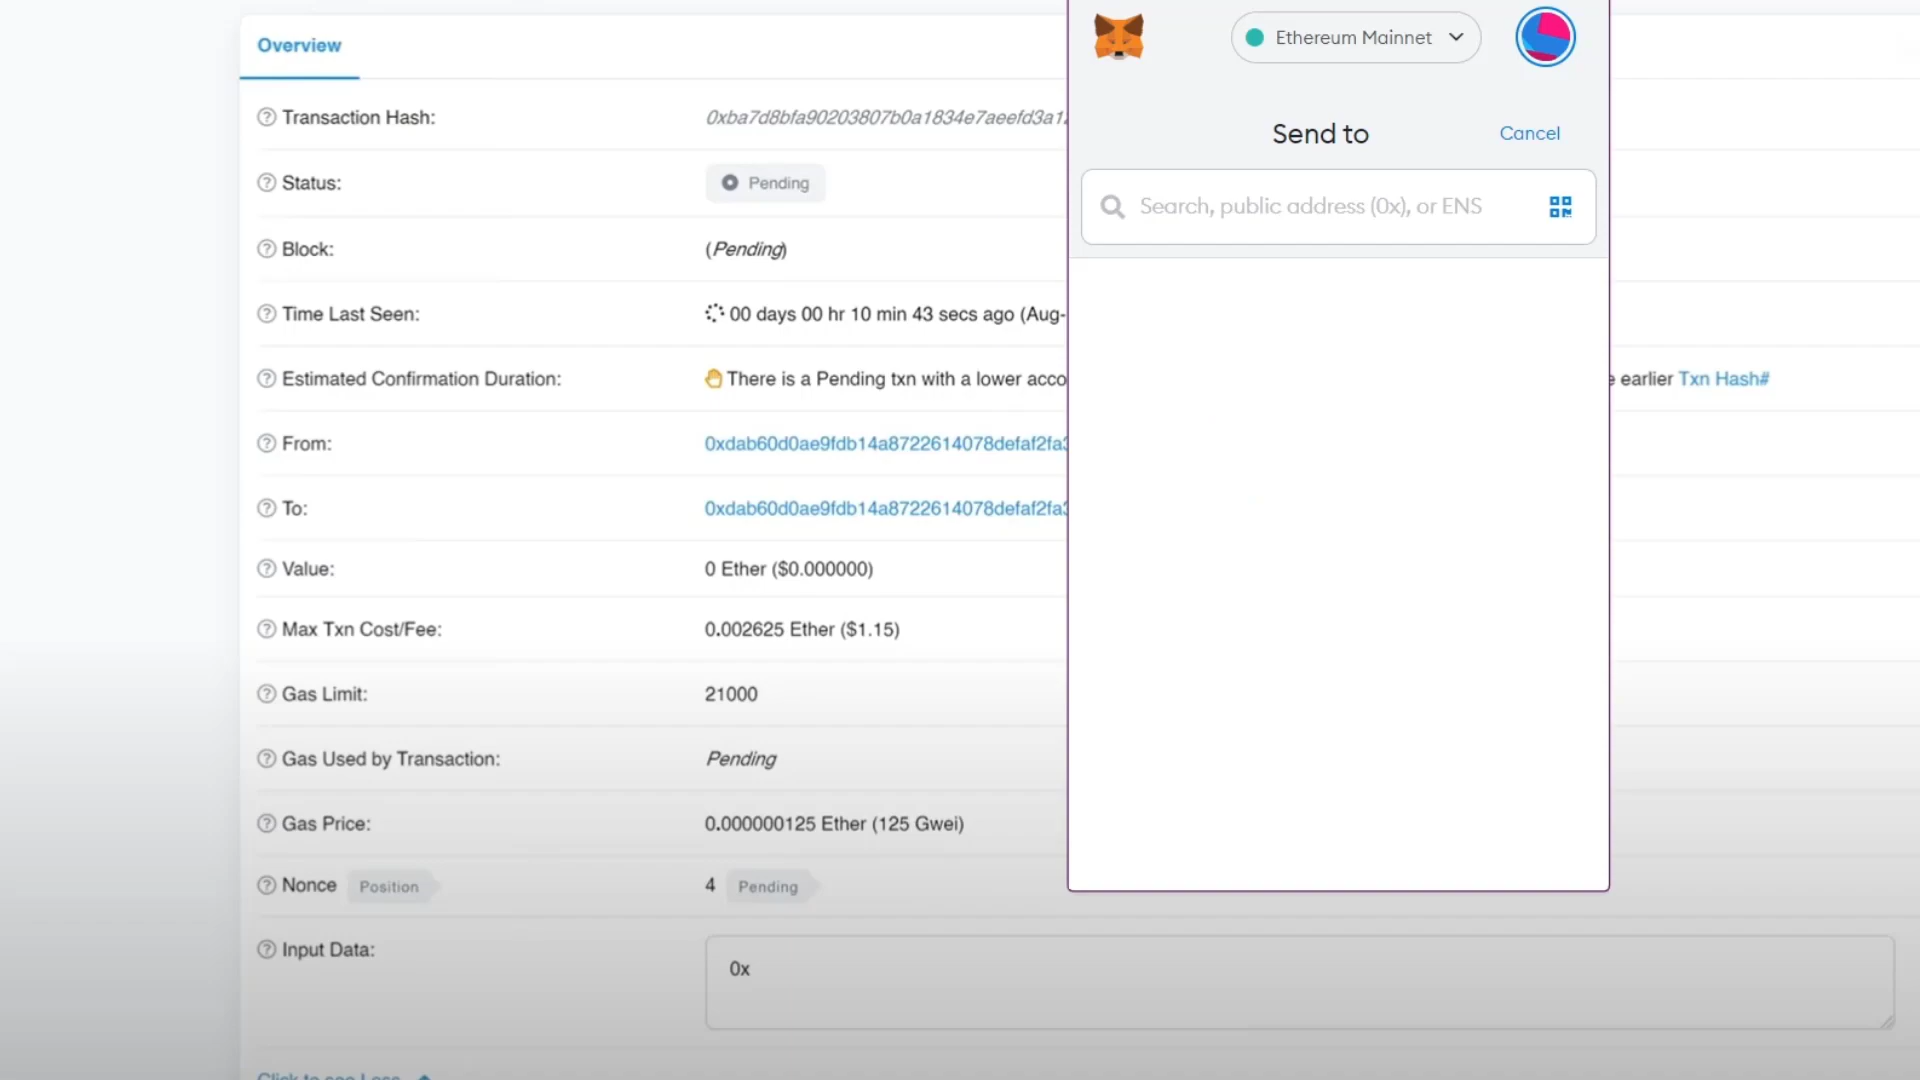 Overview
Ethereum Mainnet
Send to
Cancel
Search, public address (0x), or ENS
Transaction Hash:
0xba7d8bfa90203807b0a1834e7aeefd3a1
Status:
Pending
Block:
(Pending)
Time Last Seen:
00 days 00 hr 10 min 43 secs ago (Aug-
Estimated Confirmation Duration:
There is a Pending txn with a lower acco
earlier Txn Hash#
From:
0xdab60d0ae9fdb14a8722614078defaf2fa
To:
0xdab60d0ae9fdb14a8722614078defaf2fa
Value:
0 Ether ($0.000000)
Max Txn Cost/Fee:
0.002625 Ether ($1.15)
Gas Limit:
21000
Gas Used by Transaction:
Pending
Gas Price:
0.000000125 Ether (125 Gwei)
Nonce Position
4 Pending
Input Data:
0x
Click to see Less